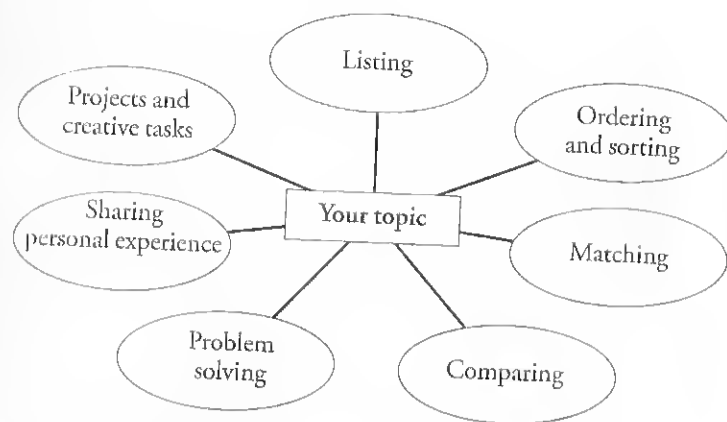 Listing
Projects and
creative tasks
Ordering
and sorting
Your topic
Sharing
personal experience
Matching
Problem
solving
Comparing